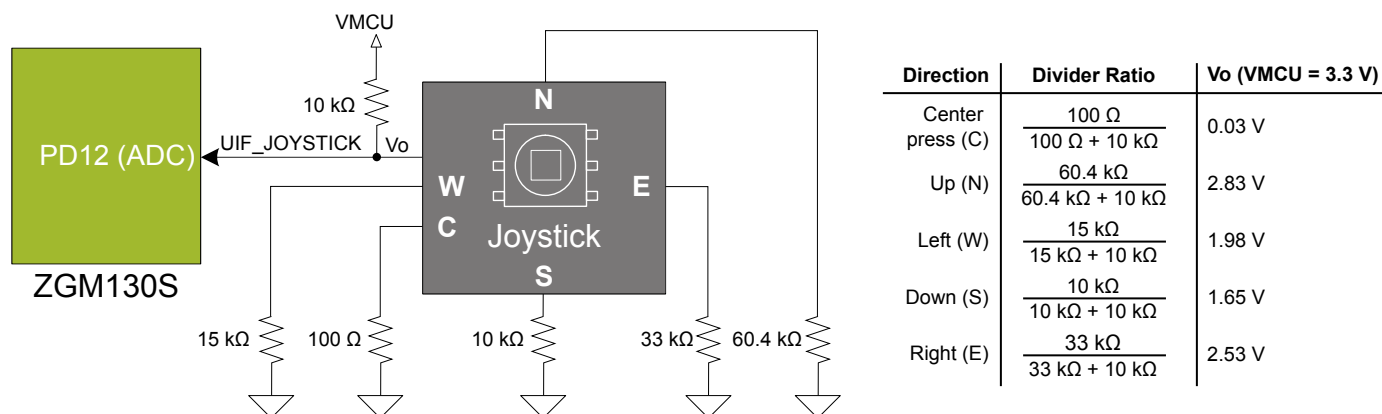 VMCU
10 kΩ
UIF_JOYSTICK
Vo
PD12 (ADC)
ZGM130S
N
W
E
C
Joystick
S
15 kΩ
100 Ω
10 kΩ
33 kΩ
60.4 kΩ
Direction Divider Ratio Vo (VMCU = 3.3 V)
Center press (C) 100 Ω 0.03 V
100 Ω + 10 kΩ
Up (N) 60.4 kΩ 2.83 V
60.4 kΩ + 10 kΩ
Left (W) 15 kΩ 1.98 V
15 kΩ + 10 kΩ
Down (S) 10 kΩ 1.65 V
10 kΩ + 10 kΩ
Right (E) 33 kΩ 2.53 V
33 kΩ + 10 kΩ